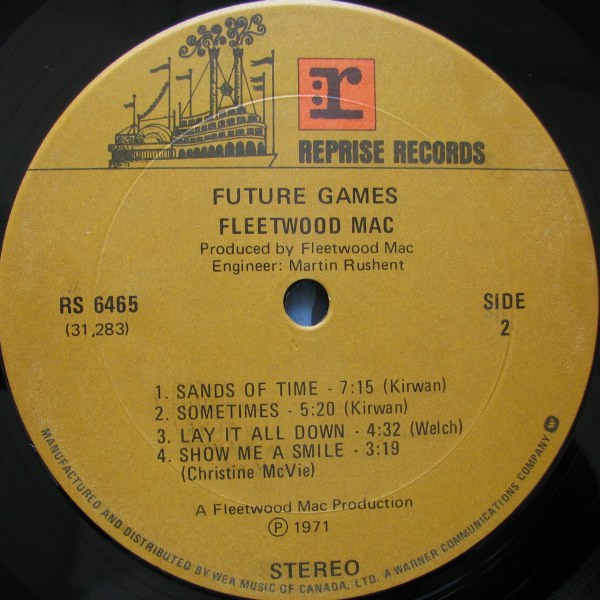 r
REPRISE RECORDS
FUTURE GAMES
FLEETWOOD MAC
Produced by Fleetwood Mac
Engineer: Martin Rushent
RS 6465
(31,283)
SIDE
2
1. SANDS OF TIME - 7:15 (Kirwan)
2. SOMETIMES - 5:20 (Kirwan)
3. LAY IT ALL DOWN - 4:32 (Welch)
4. SHOW ME A SMILE - 3:19
(Christine McVie)
A Fleetwood Mac Production
℗ 1971
STEREO
MANUFACTURED AND DISTRIBUTED BY WEA MUSIC OF CANADA, LTD. A WARNER COMMUNICATIONS COMPANY